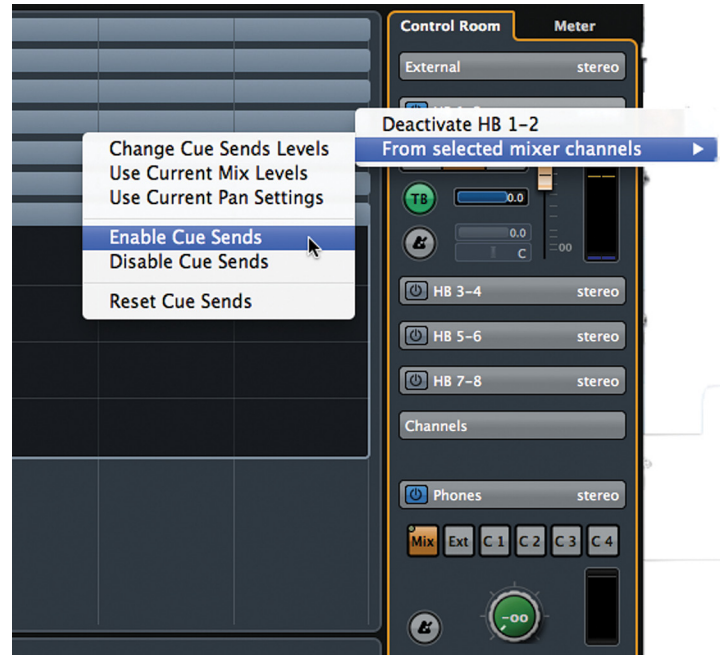 Control Room Meter
External stereo
Deactivate HB 1-2
From selected mixer channels
Change Cue Sends Levels
Use Current Mix Levels
Use Current Pan Settings
Enable Cue Sends
Disable Cue Sends
Reset Cue Sends
TB 0.0
0.0
C
-oo
HB 3-4 stereo
HB 5-6 stereo
HB 7-8 stereo
Channels
Phones stereo
Mix Ext C 1 C 2 C 3 C 4
-oo